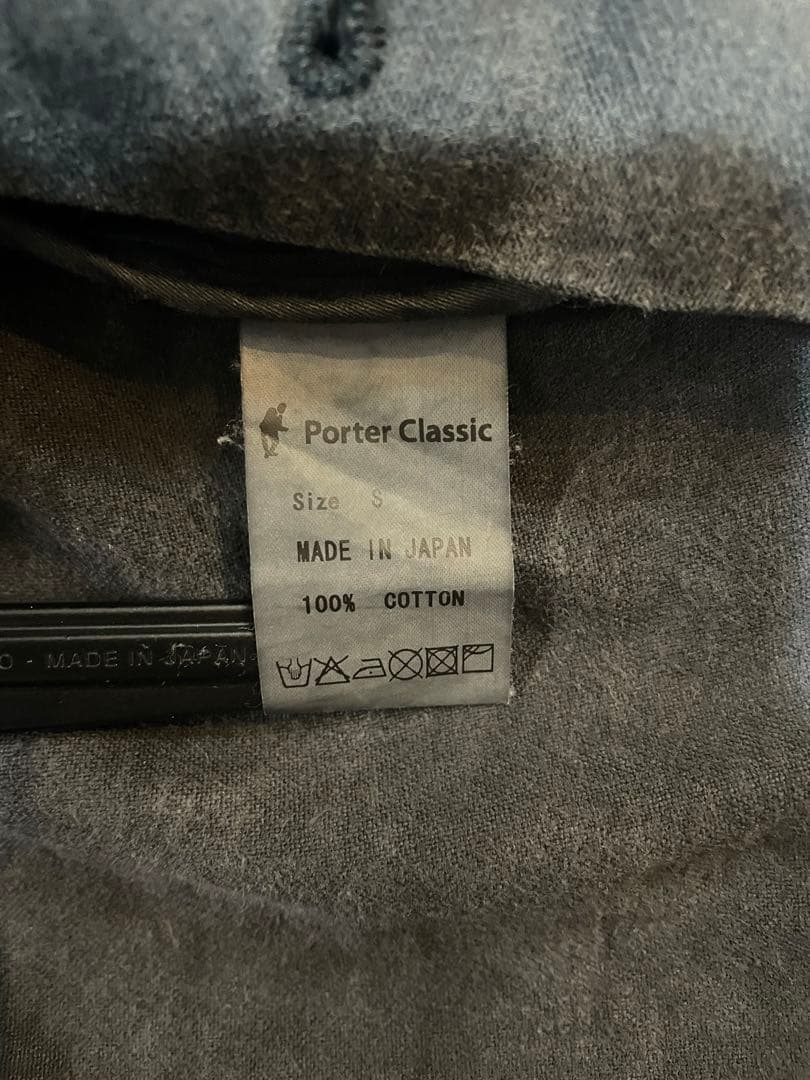 Porter Classic
Size S
MADE IN JAPAN
100% COTTON
O - MADE IN JAPAN-